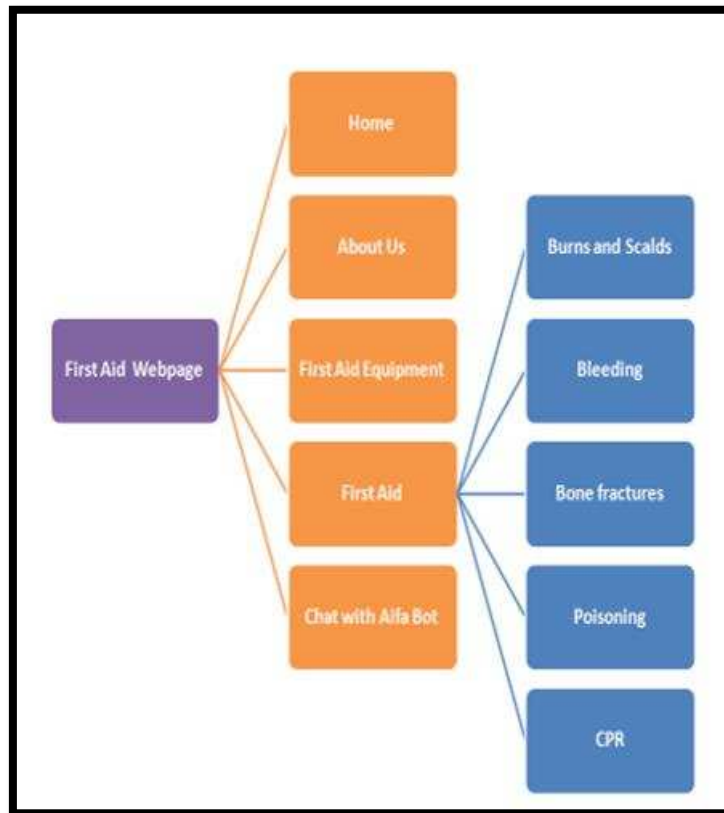 First Aid Webpage
Home
About Us
First Aid Equipment
First Aid
Chat with Aifa Bot
Burns and Scalds
Bleeding
Bone fractures
Poisoning
CPR